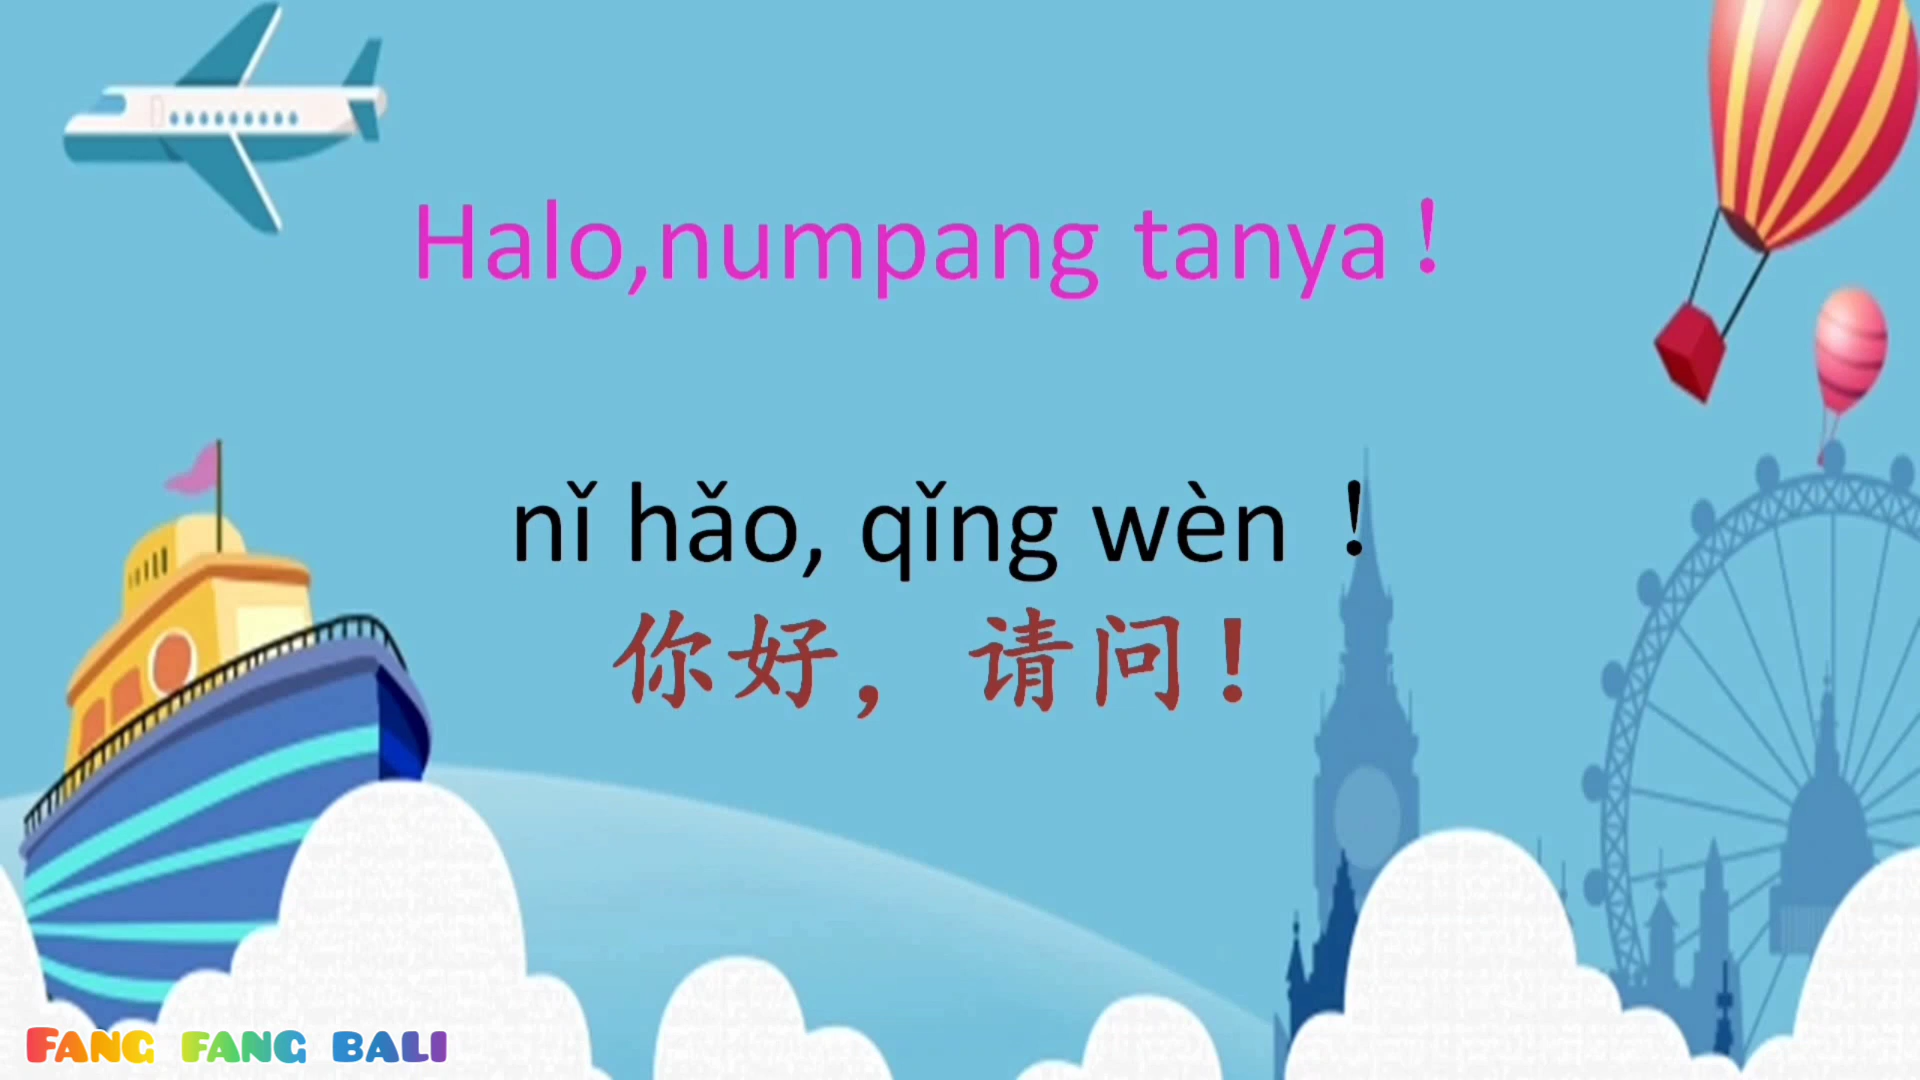 Halo,numpang tanya！
nǐ hǎo, qǐng wèn ！
你好，请问！
FANG FANG BALI